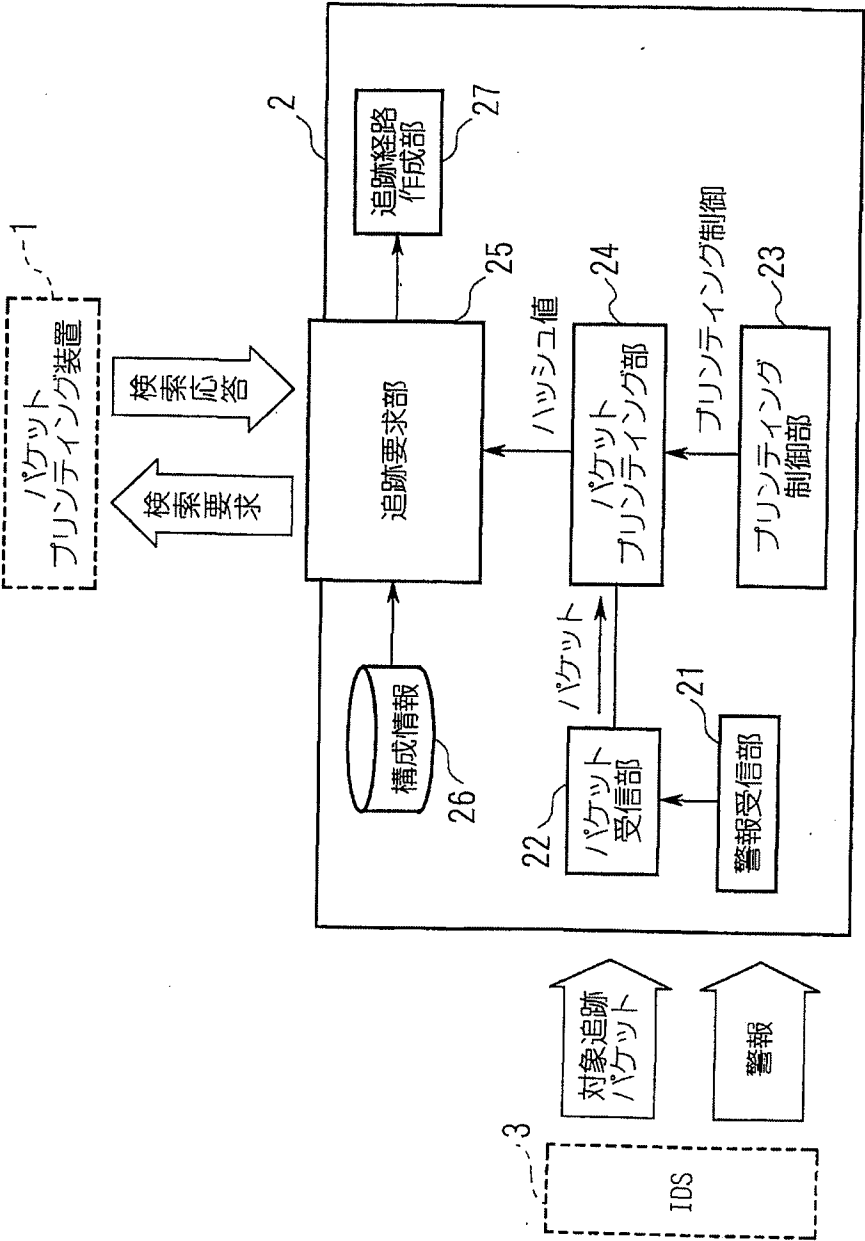 パケット
プリンティング装置
1
検索要求
検索応答
2
追跡要求部
25
追跡経路
作成部
27
構成情報
26
ハッシュ値
パケット
プリンティング部
24
パケット
プリンティング制御
プリンティング
制御部
23
22
パケット
受信部
21
警報受信部
対象追跡
パケット
警報
3
IDS